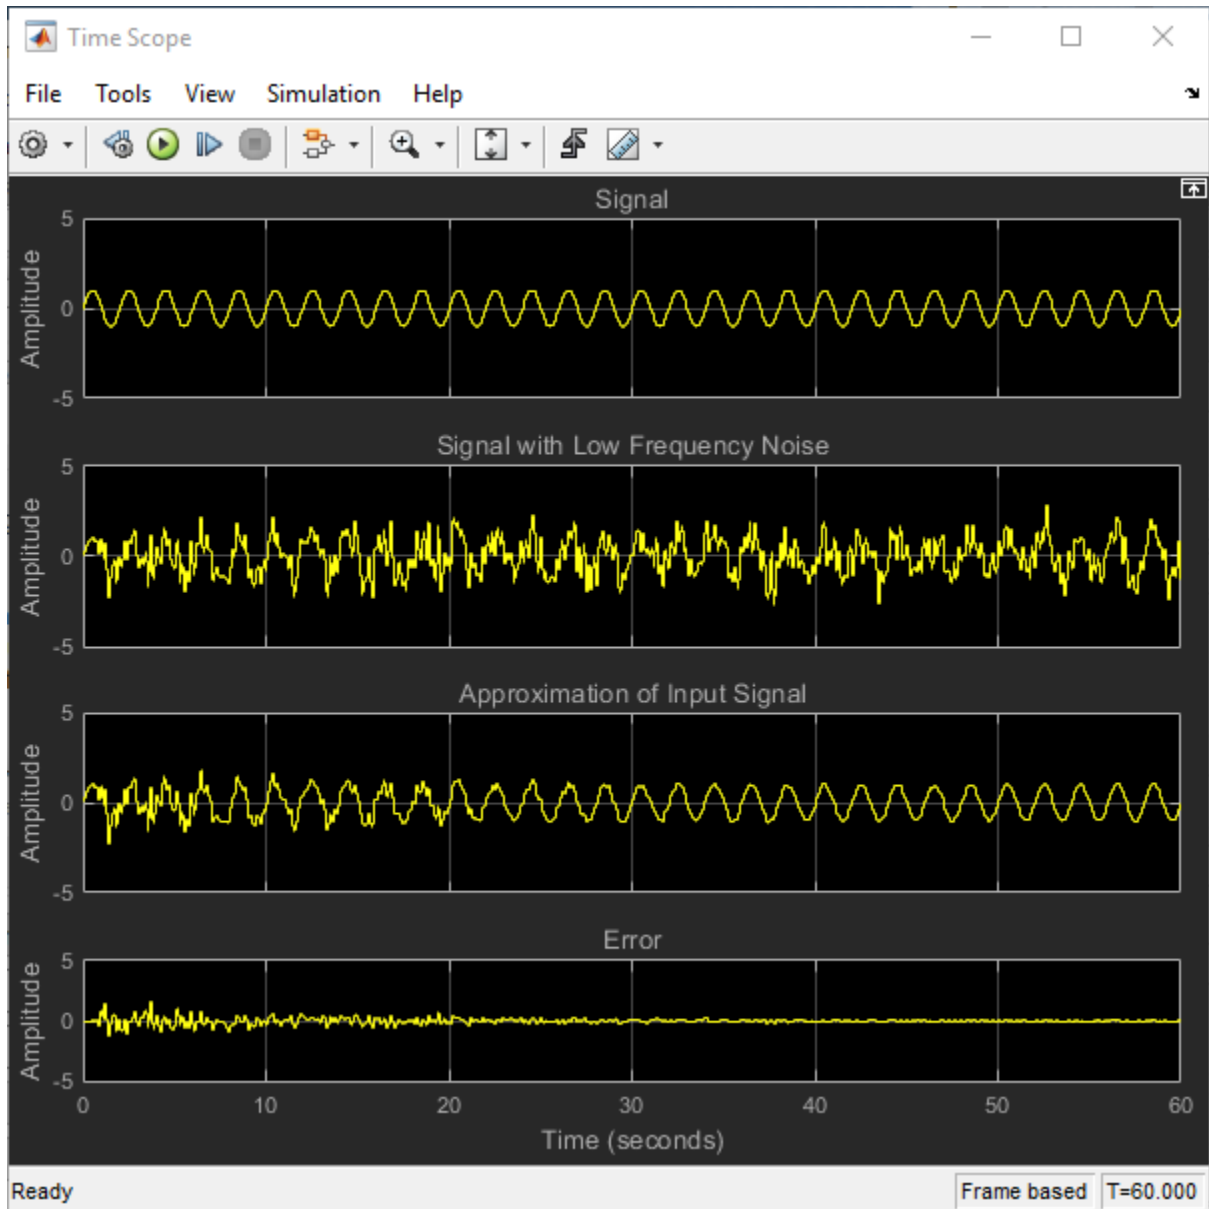 Time Scope
File Tools View Simulation Help
Signal
5
0
-5
Amplitude
Signal with Low Frequency Noise
5
0
-5
Amplitude
Approximation of Input Signal
5
0
-5
Amplitude
Error
5
0
-5
Amplitude
0 10 20 30 40 50 60
Time (seconds)
Ready Frame based T=60.000